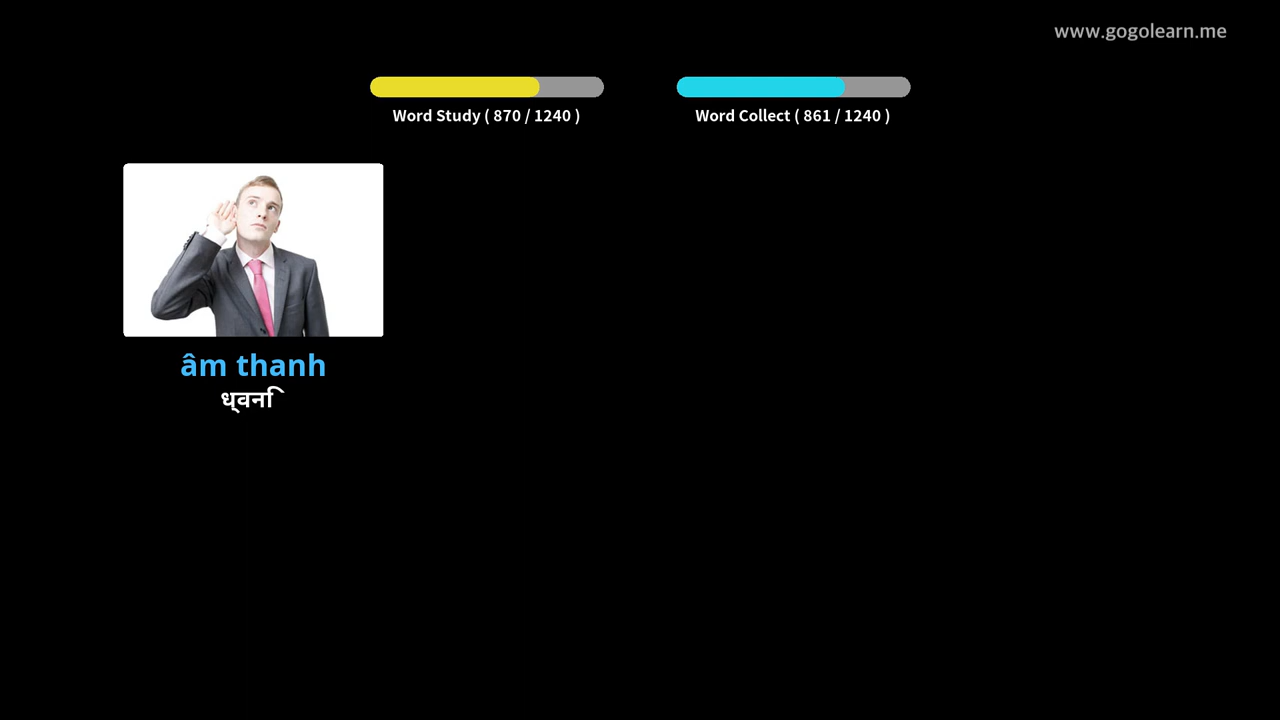 www.gogolearn.me
Word Study ( 870 / 1240 )
Word Collect ( 861 / 1240 )
âm thanh
ध्वनि